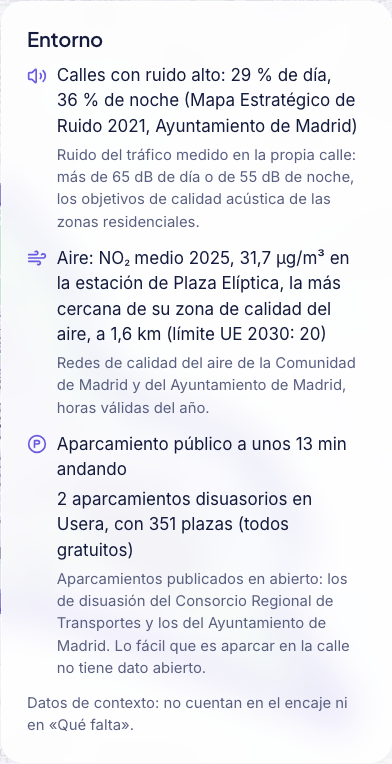 Entorno
Calles con ruido alto: 29 % de día,
36 % de noche (Mapa Estratégico de
Ruido 2021, Ayuntamiento de Madrid)
Ruido del tráfico medido en la propia calle:
más de 65 dB de día o de 55 dB de noche,
los objetivos de calidad acústica de las
zonas residenciales.
Aire: NO₂ medio 2025, 31,7 µg/m³ en
la estación de Plaza Elíptica, la más
cercana de su zona de calidad del
aire, a 1,6 km (límite UE 2030: 20)
Redes de calidad del aire de la Comunidad
de Madrid y del Ayuntamiento de Madrid,
horas válidas del año.
Aparcamiento público a unos 13 min
andando
2 aparcamientos disuasorios en
Usera, con 351 plazas (todos
gratuitos)
Aparcamientos publicados en abierto: los
de disuasión del Consorcio Regional de
Transportes y los del Ayuntamiento de
Madrid. Lo fácil que es aparcar en la calle
no tiene dato abierto.
Datos de contexto: no cuentan en el encaje ni
en «Qué falta».